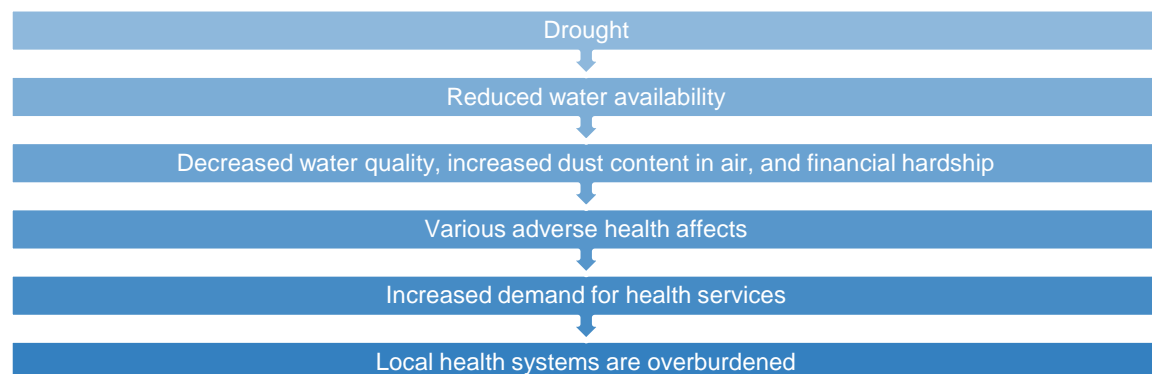 Drought
Reduced water availability
Decreased water quality, increased dust content in air, and financial hardship
Various adverse health affects
Increased demand for health services
Local health systems are overburdened